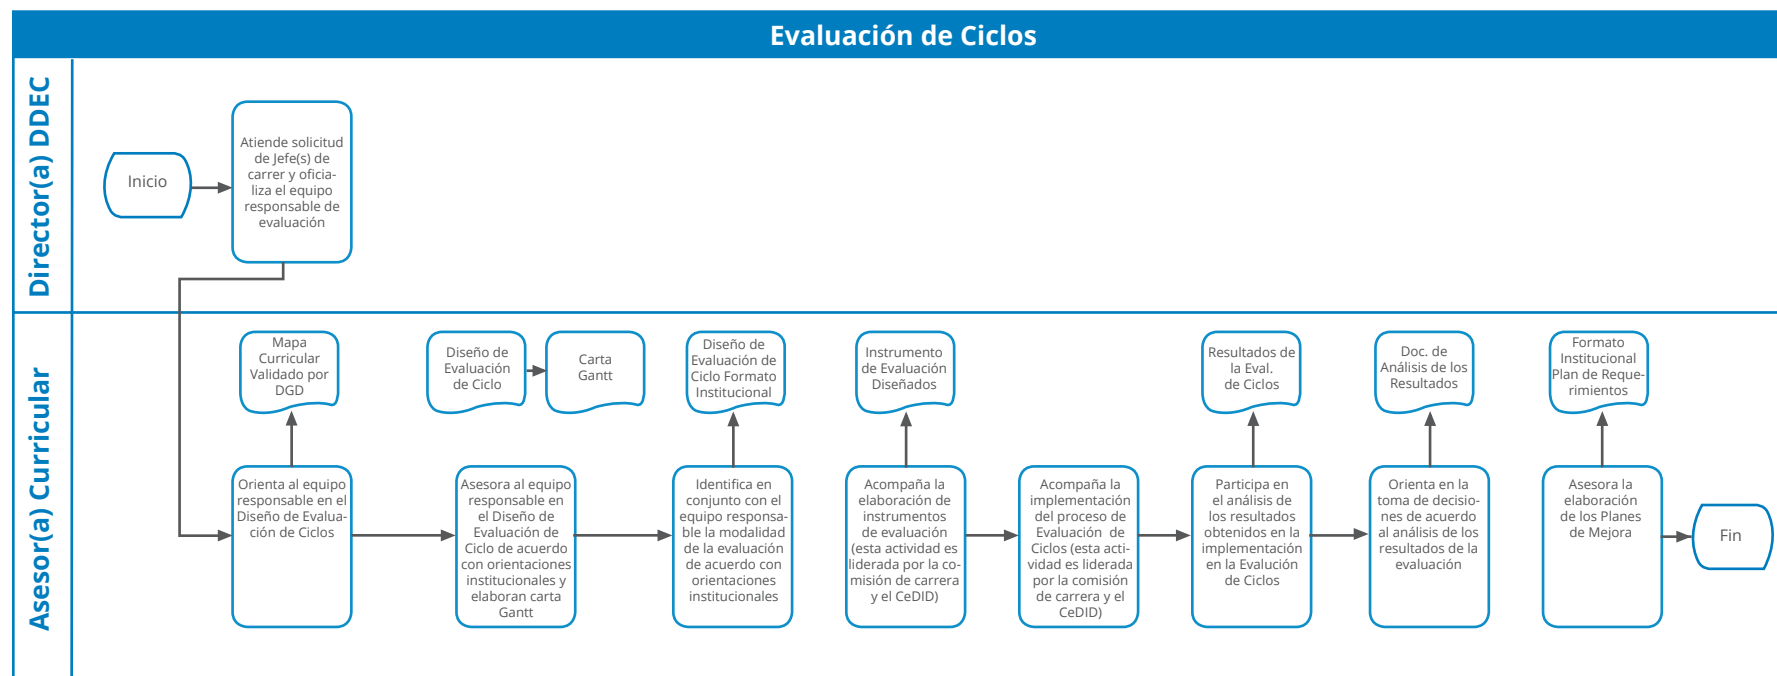 Evaluación de Ciclos
Director(a) DDEC
Inicio
Atiende solicitud
de Jefe(s) de
carrer y oficia-
liza el equipo
responsable de
evaluación
Asesor(a) Curricular
Mapa
Curricular
Validado por
DGD
Diseño de
Evaluación
de Ciclo
Carta
Gantt
Diseño de
Evaluación de
Ciclo Formato
Institucional
Instrumento
de Evaluación
Diseñados
Resultados de
la Eval.
de Ciclos
Doc. de
Análisis de los
Resultados
Formato
Institucional
Plan de Reque-
rimientos
Orienta al equipo
responsable en el
Diseño de Evalua-
ción de Ciclos
Asesora al equipo
responsable en
el Diseño de
Evaluación de
Ciclo de acuerdo
con orientaciones
institucionales y
elaboran carta
Gantt
Identifica en
conjunto con el
equipo responsa-
ble la modalidad
de la evaluación
de acuerdo con
orientaciones
institucionales
Acompaña la
elaboración de
instrumentos
de evaluación
(esta actividad es
liderada por la co-
misión de carrera
y el CeDID)
Acompaña la
implementación
del proceso de
Evaluación de
Ciclos (esta acti-
vidad es liderada
por la comisión
de carrera y el
CeDID)
Participa en
el análisis de
los resultados
obtenidos en la
implementación
en la Evalución
de Ciclos
Orienta en la
toma de decisio-
nes de acuerdo
al análisis de los
resultados de la
evaluación
Asesora la
elaboración
de los Planes
de Mejora
Fin